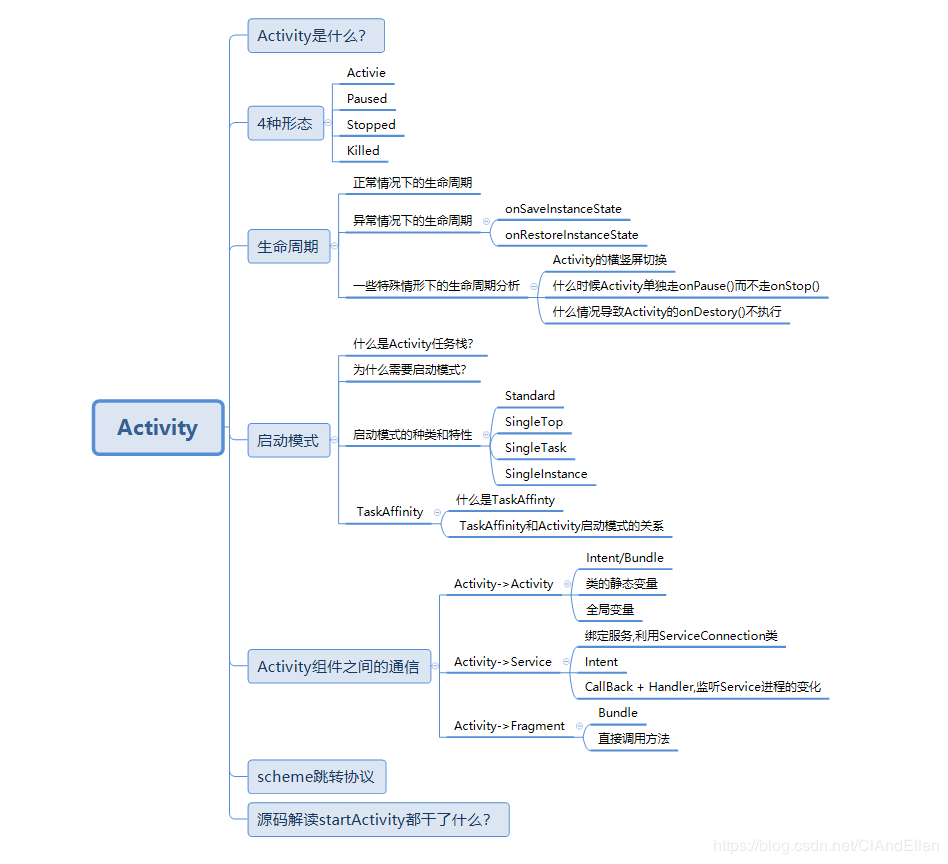 Activity是什么?
4种形态
Activie
Paused
Stopped
Killed
生命周期
正常情况下的生命周期
异常情况下的生命周期
onSaveInstanceState
onRestoreInstanceState
一些特殊情形下的生命周期分析
Activity的横竖屏切换
什么时候Activity单独走onPause()而不走onStop()
什么情况导致Activity的onDestory()不执行
Activity
启动模式
什么是Activity任务栈?
为什么需要启动模式?
启动模式的种类和特性
Standard
SingleTop
SingleTask
SingleInstance
TaskAffinity
什么是TaskAffinty
TaskAffinity和Activity启动模式的关系
Activity组件之间的通信
Activity->Activity
Intent/Bundle
类的静态变量
全局变量
Activity->Service
绑定服务,利用ServiceConnection类
Intent
CallBack + Handler,监听Service进程的变化
Activity->Fragment
Bundle
直接调用方法
scheme跳转协议
源码解读startActivity都干了什么?
https://blog.csdn.net/ClAndEllen